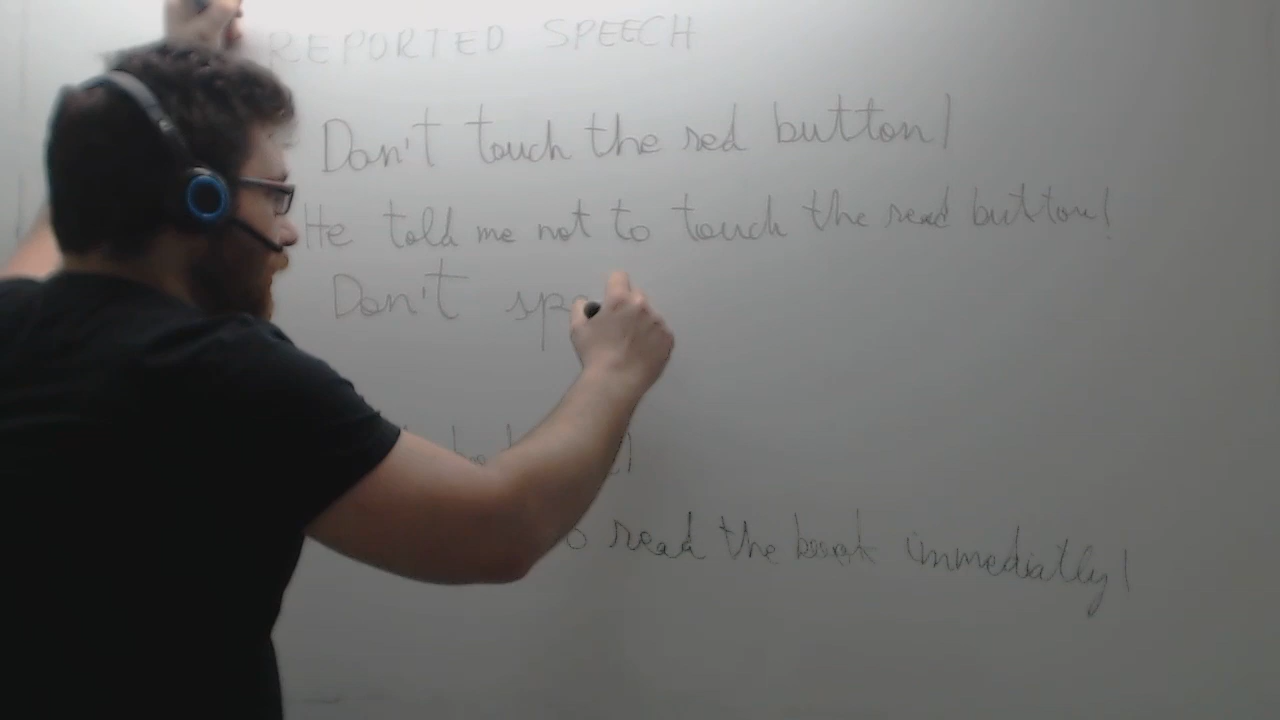 REPORTED SPEECH
Don't touch the red button!
He told me not to touch the read button!
Don't sp
read the book immediatly!